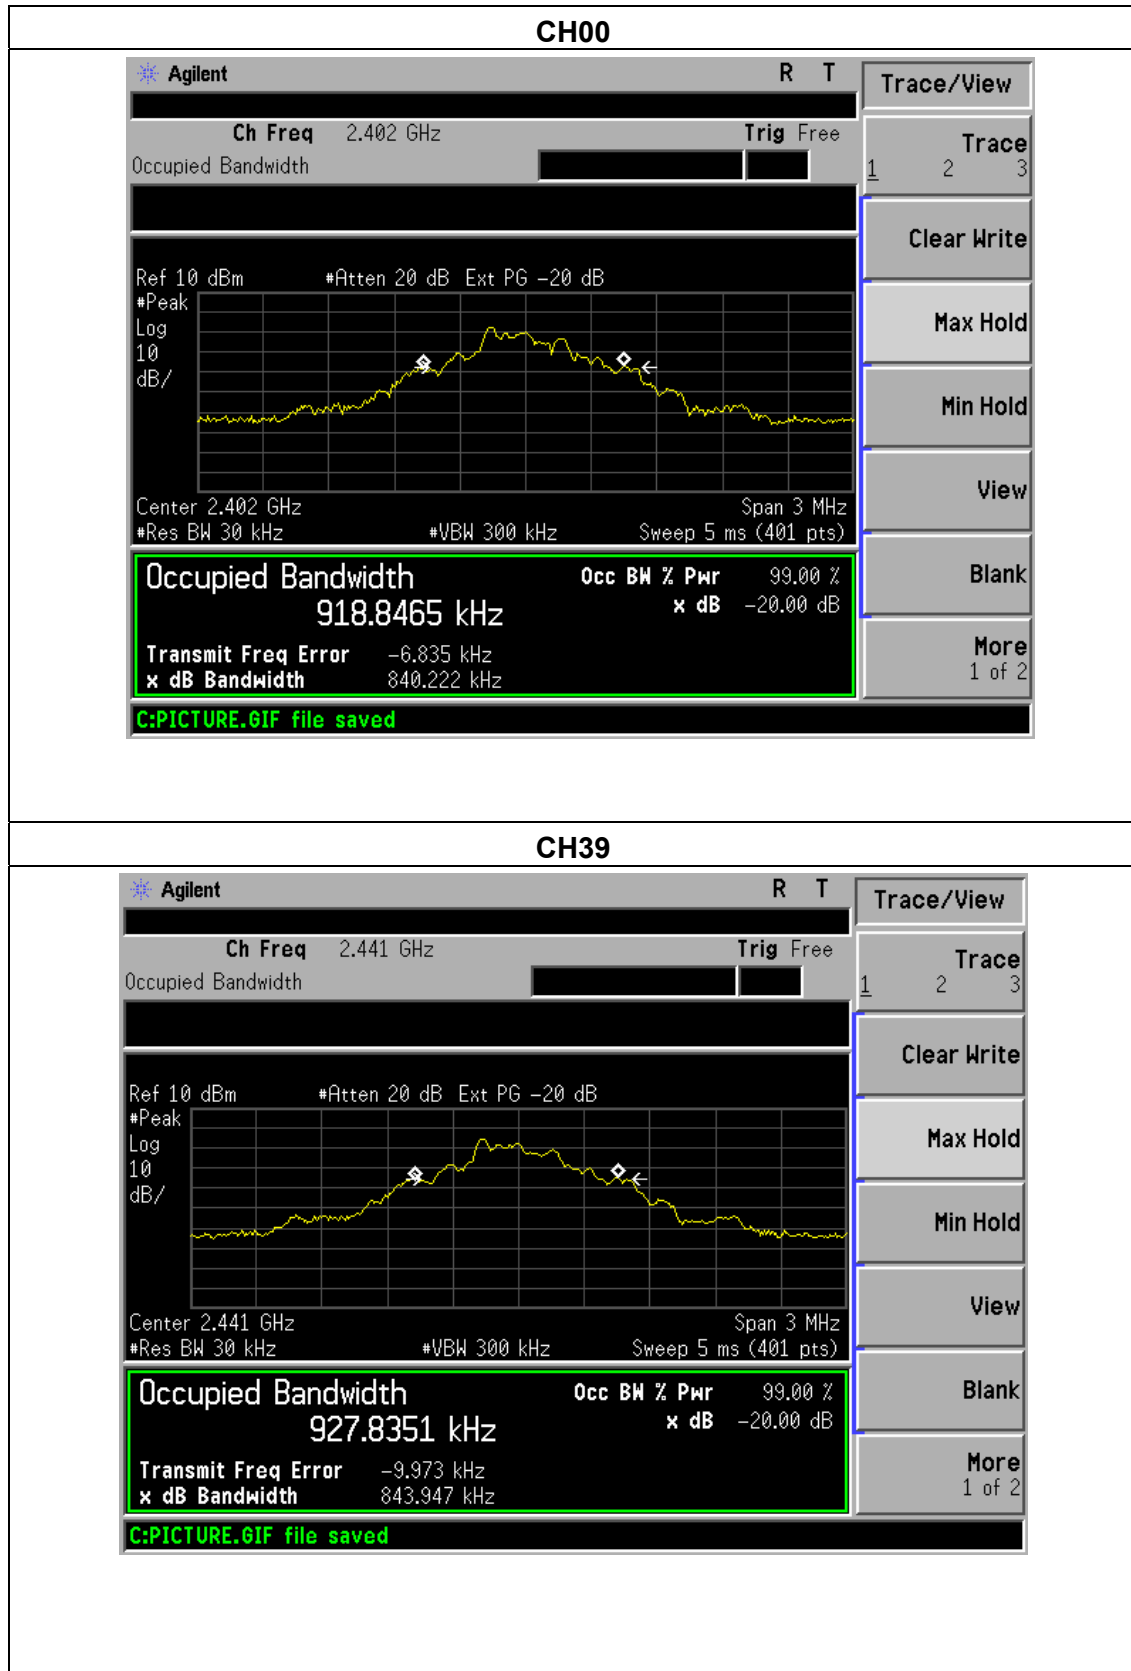 CH00
Agilent R T Trace/View
Ch Freq 2.402 GHz Trig Free
Occupied Bandwidth
Trace
1 2 3
Clear Write
Ref 10 dBm #Atten 20 dB Ext PG -20 dB
#Peak
Log
10
dB/
Max Hold
Min Hold
View
Center 2.402 GHz Span 3 MHz
#Res BW 30 kHz #VBW 300 kHz Sweep 5 ms (401 pts)
Occupied Bandwidth Occ BW % Pwr 99.00 %
918.8465 kHz x dB -20.00 dB
Blank
Transmit Freq Error -6.835 kHz
x dB Bandwidth 840.222 kHz
More
1 of 2
C:PICTURE.GIF file saved
CH39
Agilent R T Trace/View
Ch Freq 2.441 GHz Trig Free
Occupied Bandwidth
Trace
1 2 3
Clear Write
Ref 10 dBm #Atten 20 dB Ext PG -20 dB
#Peak
Log
10
dB/
Max Hold
Min Hold
View
Center 2.441 GHz Span 3 MHz
#Res BW 30 kHz #VBW 300 kHz Sweep 5 ms (401 pts)
Occupied Bandwidth Occ BW % Pwr 99.00 %
927.8351 kHz x dB -20.00 dB
Blank
Transmit Freq Error -9.973 kHz
x dB Bandwidth 843.947 kHz
More
1 of 2
C:PICTURE.GIF file saved